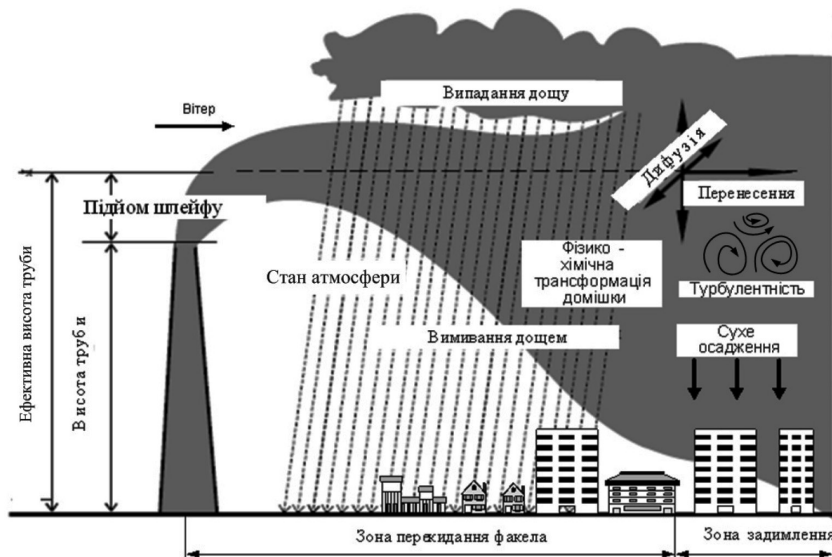 Випадання дощу
Вітер
Дифузія
Перенесення
Підйом шлейфу
Ефективна висота труби
Висота труби
Стан атмосфери
Фізико -
хімічна
трансформація
домішки
Турбулентність
Вимивання дощем
Сухе
осадження
Зона перекидання факела
Зона задимлення